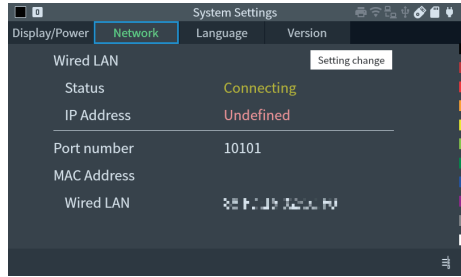 0 System Settings
Display/Power Network Language Version
Wired LAN Setting change
Status Connecting
IP Address Undefined
Port number 10101
MAC Address
Wired LAN